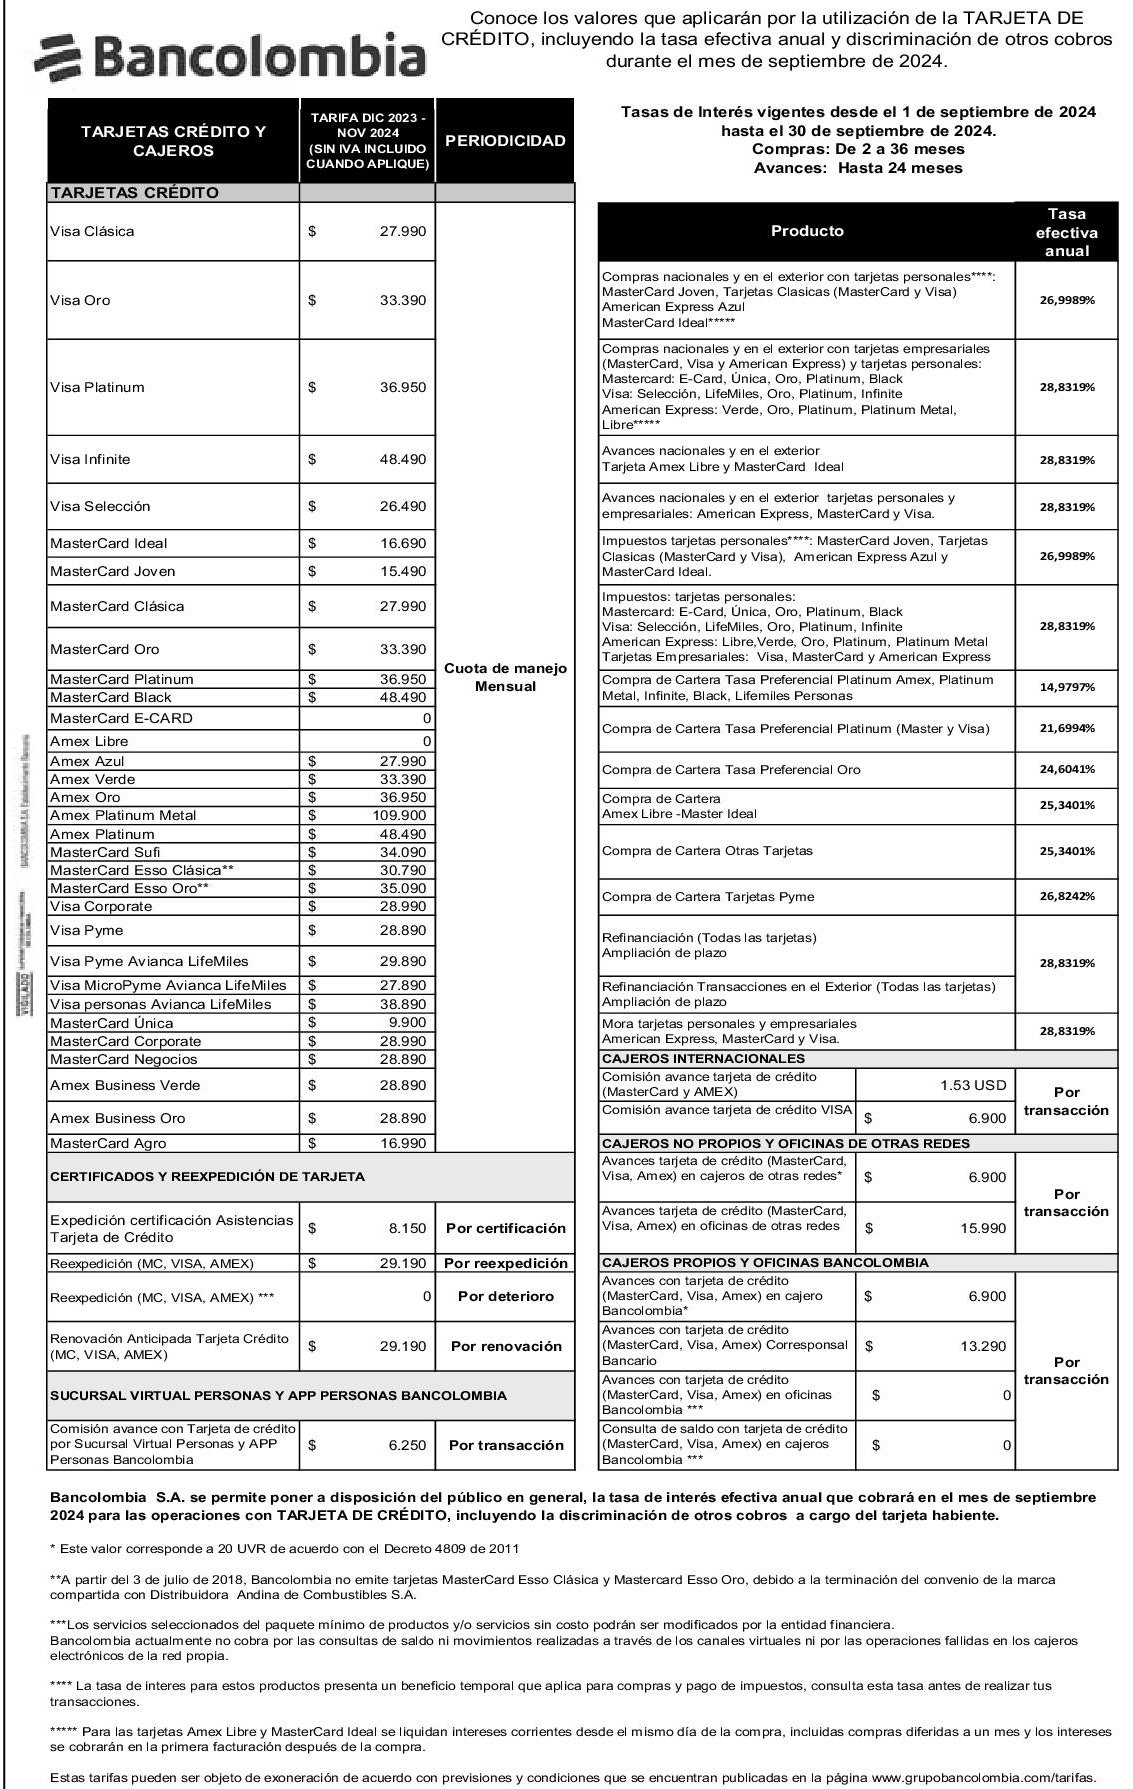 Bancolombia
Conoce los valores que aplicarán por la utilización de la TARJETA DE
CRÉDITO, incluyendo la tasa efectiva anual y discriminación de otros cobros
durante el mes de septiembre de 2024.
TARJETAS CRÉDITO Y
CAJEROS
TARIFA DIC 2023 -
NOV 2024
(SIN IVA INCLUIDO
CUANDO APLIQUE)
PERIODICIDAD
TARJETAS CRÉDITO
Visa Clásica $ 27.990
Visa Oro $ 33.390
Visa Platinum $ 36.950
Visa Infinite $ 48.490
Visa Selección $ 26.490
MasterCard Ideal $ 16.690
MasterCard Joven $ 15.490
MasterCard Clásica $ 27.990
MasterCard Oro $ 33.390
MasterCard Platinum $ 36.950
MasterCard Black $ 48.490
MasterCard E-CARD 0
Amex Libre 0
Amex Azul $ 27.990
Amex Verde $ 33.390
Amex Oro $ 36.950
Amex Platinum Metal $ 109.900
Amex Platinum $ 48.490
MasterCard Sufi $ 34.090
MasterCard Esso Clásica** $ 30.790
MasterCard Esso Oro** $ 35.090
Visa Corporate $ 28.990
Visa Pyme $ 28.890
Visa Pyme Avianca LifeMiles $ 29.890
Visa MicroPyme Avianca LifeMiles $ 27.890
Visa personas Avianca LifeMiles $ 38.890
MasterCard Única $ 9.900
MasterCard Corporate $ 28.990
MasterCard Negocios $ 28.890
Amex Business Verde $ 28.890
Amex Business Oro $ 28.890
MasterCard Agro $ 16.990
Cuota de manejo
Mensual
CERTIFICADOS Y REEXPEDICIÓN DE TARJETA
Expedición certificación Asistencias
Tarjeta de Crédito
$ 8.150 Por certificación
Reexpedición (MC, VISA, AMEX) $ 29.190 Por reexpedición
Reexpedición (MC, VISA, AMEX) *** 0 Por deterioro
Renovación Anticipada Tarjeta Crédito
(MC, VISA, AMEX)
$ 29.190 Por renovación
SUCURSAL VIRTUAL PERSONAS Y APP PERSONAS BANCOLOMBIA
Comisión avance con Tarjeta de crédito
por Sucursal Virtual Personas y APP
Personas Bancolombia
$ 6.250 Por transacción
Tasas de Interés vigentes desde el 1 de septiembre de 2024
hasta el 30 de septiembre de 2024.
Compras: De 2 a 36 meses
Avances: Hasta 24 meses
Producto
Tasa
efectiva
anual
Compras nacionales y en el exterior con tarjetas personales****:
MasterCard Joven, Tarjetas Clasicas (MasterCard y Visa)
American Express Azul
MasterCard Ideal*****
26,9989%
Compras nacionales y en el exterior con tarjetas empresariales
(MasterCard, Visa y American Express) y tarjetas personales:
Mastercard: E-Card, Única, Oro, Platinum, Black
Visa: Selección, LifeMiles, Oro, Platinum, Infinite
American Express: Verde, Oro, Platinum, Platinum Metal,
Libre*****
28,8319%
Avances nacionales y en el exterior
Tarjeta Amex Libre y MasterCard Ideal
28,8319%
Avances nacionales y en el exterior tarjetas personales y
empresariales: American Express, MasterCard y Visa.
28,8319%
Impuestos tarjetas personales****: MasterCard Joven, Tarjetas
Clasicas (MasterCard y Visa), American Express Azul y
MasterCard Ideal.
26,9989%
Impuestos: tarjetas personales:
Mastercard: E-Card, Única, Oro, Platinum, Black
Visa: Selección, LifeMiles, Oro, Platinum, Infinite
American Express: Libre,Verde, Oro, Platinum, Platinum Metal
Tarjetas Empresariales: Visa, MasterCard y American Express
28,8319%
Compra de Cartera Tasa Preferencial Platinum Amex, Platinum
Metal, Infinite, Black, Lifemiles Personas
14,9797%
Compra de Cartera Tasa Preferencial Platinum (Master y Visa) 21,6994%
Compra de Cartera Tasa Preferencial Oro 24,6041%
Compra de Cartera
Amex Libre -Master Ideal
25,3401%
Compra de Cartera Otras Tarjetas 25,3401%
Compra de Cartera Tarjetas Pyme 26,8242%
Refinanciación (Todas las tarjetas)
Ampliación de plazo
28,8319%
Refinanciación Transacciones en el Exterior (Todas las tarjetas)
Ampliación de plazo
Mora tarjetas personales y empresariales
American Express, MasterCard y Visa.
28,8319%
CAJEROS INTERNACIONALES
Comisión avance tarjeta de crédito
(MasterCard y AMEX)
1.53 USD
Comisión avance tarjeta de crédito VISA $ 6.900
Por
transacción
CAJEROS NO PROPIOS Y OFICINAS DE OTRAS REDES
Avances tarjeta de crédito (MasterCard,
Visa, Amex) en cajeros de otras redes*
$ 6.900
Avances tarjeta de crédito (MasterCard,
Visa, Amex) en oficinas de otras redes
$ 15.990
Por
transacción
CAJEROS PROPIOS Y OFICINAS BANCOLOMBIA
Avances con tarjeta de crédito
(MasterCard, Visa, Amex) en cajero
Bancolombia*
$ 6.900
Avances con tarjeta de crédito
(MasterCard, Visa, Amex) Corresponsal
Bancario
$ 13.290
Avances con tarjeta de crédito
(MasterCard, Visa, Amex) en oficinas
Bancolombia ***
$ 0
Consulta de saldo con tarjeta de crédito
(MasterCard, Visa, Amex) en cajeros
Bancolombia ***
$ 0
Por
transacción
VIGILADO
Bancolombia S.A. se permite poner a disposición del público en general, la tasa de interés efectiva anual que cobrará en el mes de septiembre
2024 para las operaciones con TARJETA DE CRÉDITO, incluyendo la discriminación de otros cobros a cargo del tarjeta habiente.
* Este valor corresponde a 20 UVR de acuerdo con el Decreto 4809 de 2011
**A partir del 3 de julio de 2018, Bancolombia no emite tarjetas MasterCard Esso Clásica y Mastercard Esso Oro, debido a la terminación del convenio de la marca
compartida con Distribuidora Andina de Combustibles S.A.
***Los servicios seleccionados del paquete mínimo de productos y/o servicios sin costo podrán ser modificados por la entidad financiera.
Bancolombia actualmente no cobra por las consultas de saldo ni movimientos realizadas a través de los canales virtuales ni por las operaciones fallidas en los cajeros
electrónicos de la red propia.
**** La tasa de interes para estos productos presenta un beneficio temporal que aplica para compras y pago de impuestos, consulta esta tasa antes de realizar tus
transacciones.
***** Para las tarjetas Amex Libre y MasterCard Ideal se liquidan intereses corrientes desde el mismo día de la compra, incluidas compras diferidas a un mes y los intereses
se cobrarán en la primera facturación después de la compra.
Estas tarifas pueden ser objeto de exoneración de acuerdo con previsiones y condiciones que se encuentran publicadas en la página www.grupobancolombia.com/tarifas.